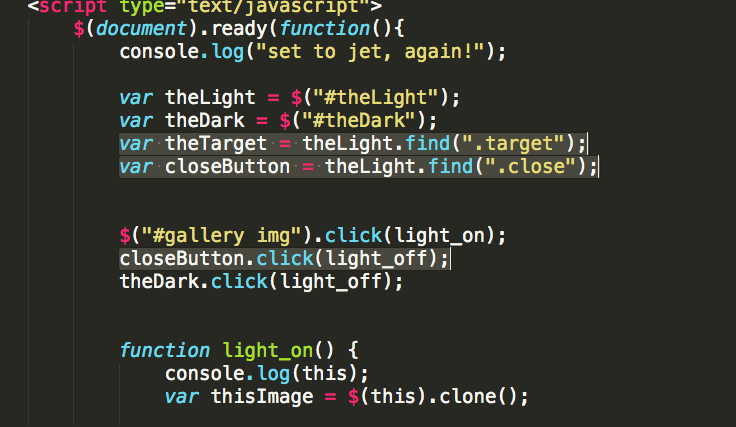 <script type="text/javascript">
$(document).ready(function(){
console.log("set to jet, again!");
var theLight = $("#theLight");
var theDark = $("#theDark");
var theTarget = theLight.find(".target");
var closeButton = theLight.find(".close");
$("#gallery img").click(light_on);
closeButton.click(light_off);
theDark.click(light_off);
function light_on() {
console.log(this);
var thisImage = $(this).clone();